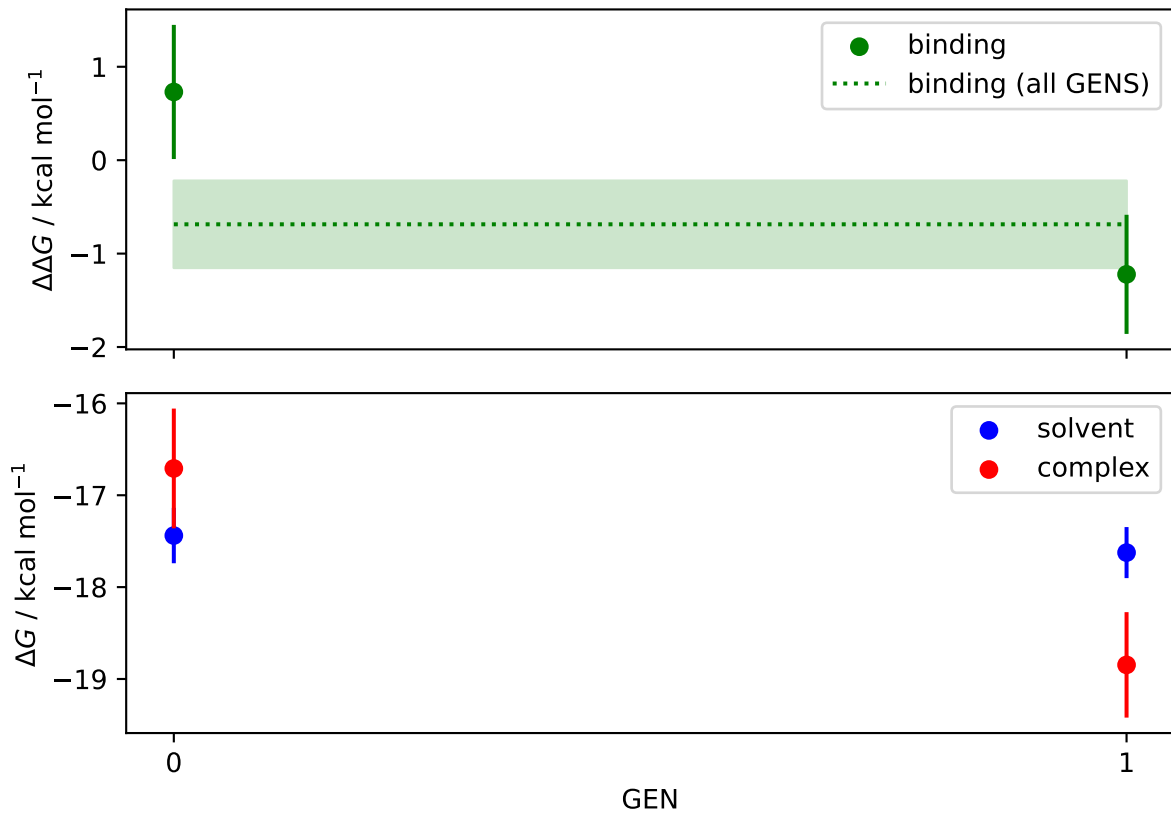 ΔΔG / kcal mol⁻¹
1
0
−1
−2
binding
binding (all GENS)
ΔG / kcal mol⁻¹
−16
−17
−18
−19
solvent
complex
0
1
GEN